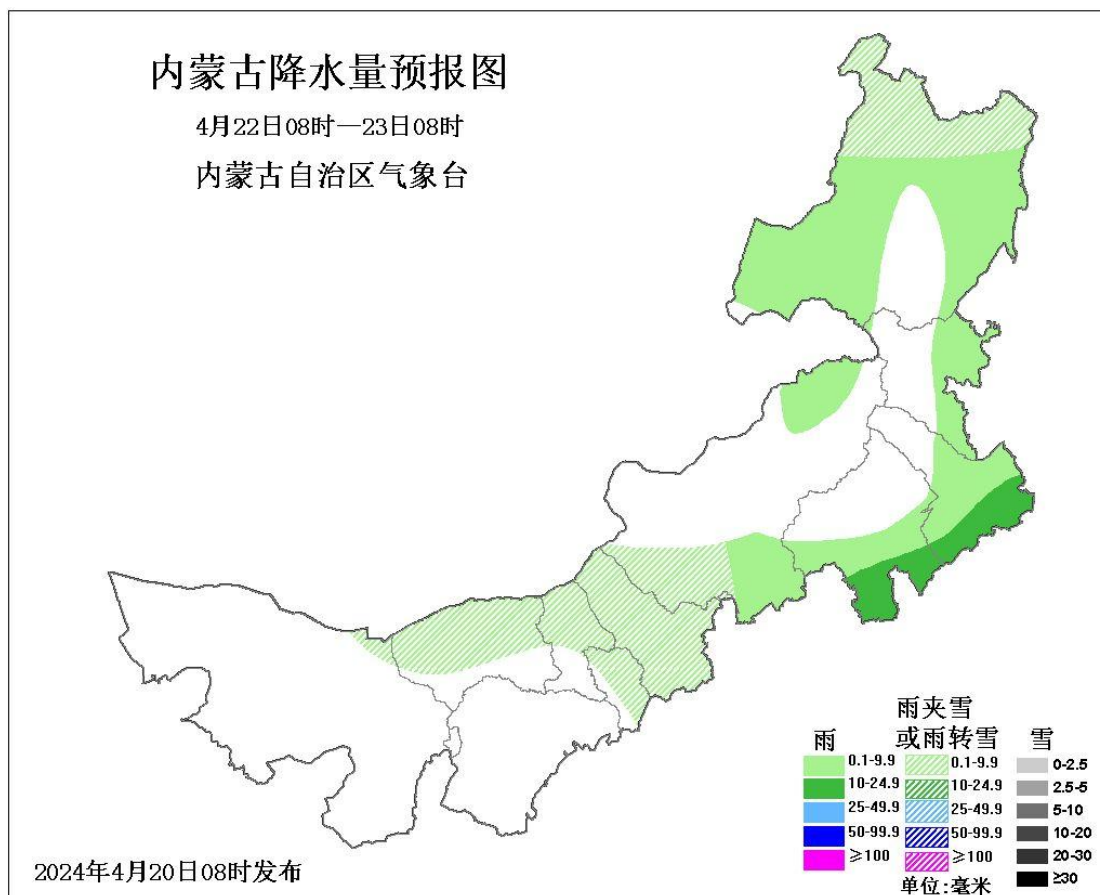 内蒙古降水量预报图
4月22日08时—23日08时
内蒙古自治区气象台
雨
雨夹雪
或雨转雪
雪
0.1-9.9
0.1-9.9
0-2.5
10-24.9
10-24.9
2.5-5
25-49.9
25-49.9
5-10
50-99.9
50-99.9
10-20
≥100
≥100
20-30
≥30
单位:毫米
2024年4月20日08时发布